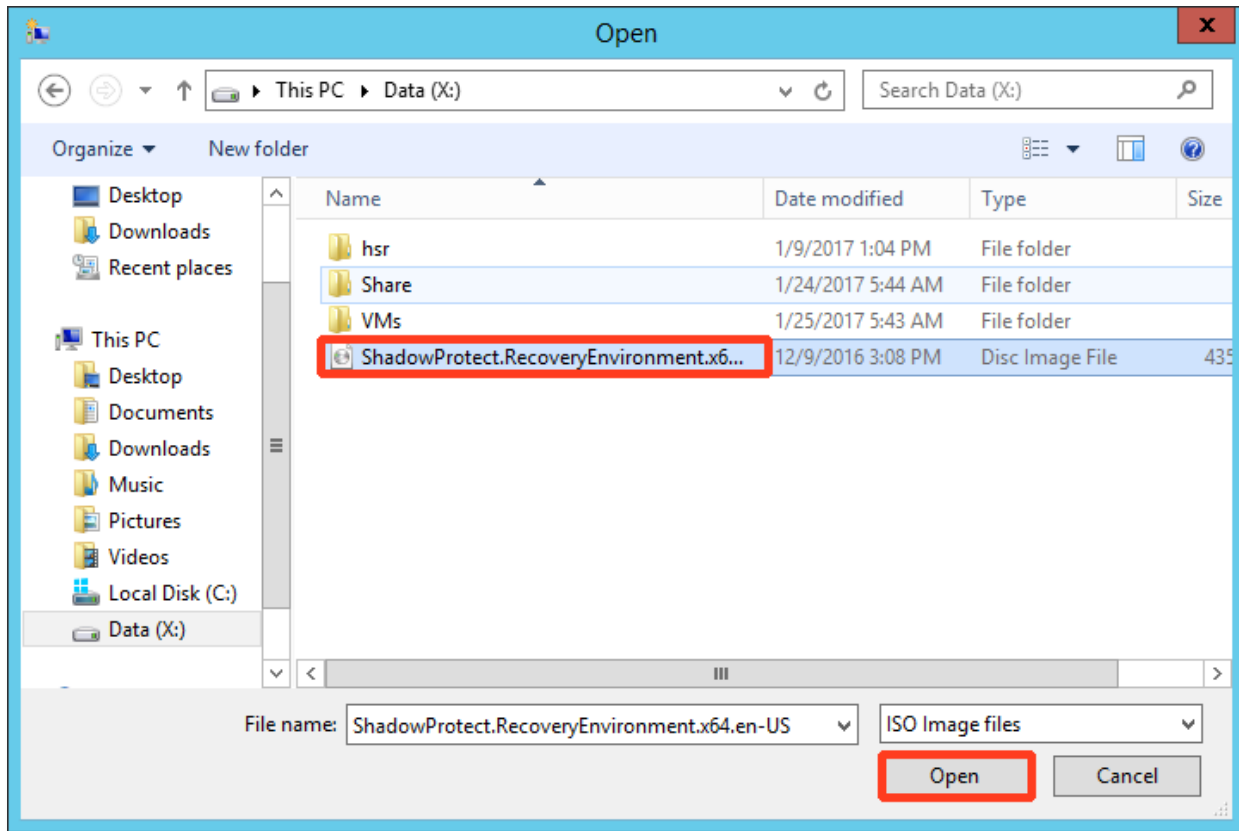 Open
x
This PC Data (X:) Search Data (X:)
Organize New folder
Name Date modified Type Size
Desktop
Downloads
Recent places
This PC
Desktop
Documents
Downloads
Music
Pictures
Videos
Local Disk (C:)
Data (X:)
hsr 1/9/2017 1:04 PM File folder
Share 1/24/2017 5:44 AM File folder
VMs 1/25/2017 5:43 AM File folder
ShadowProtect.RecoveryEnvironment.x6... 12/9/2016 3:08 PM Disc Image File 435
File name: ShadowProtect.RecoveryEnvironment.x64.en-US ISO Image files
Open Cancel